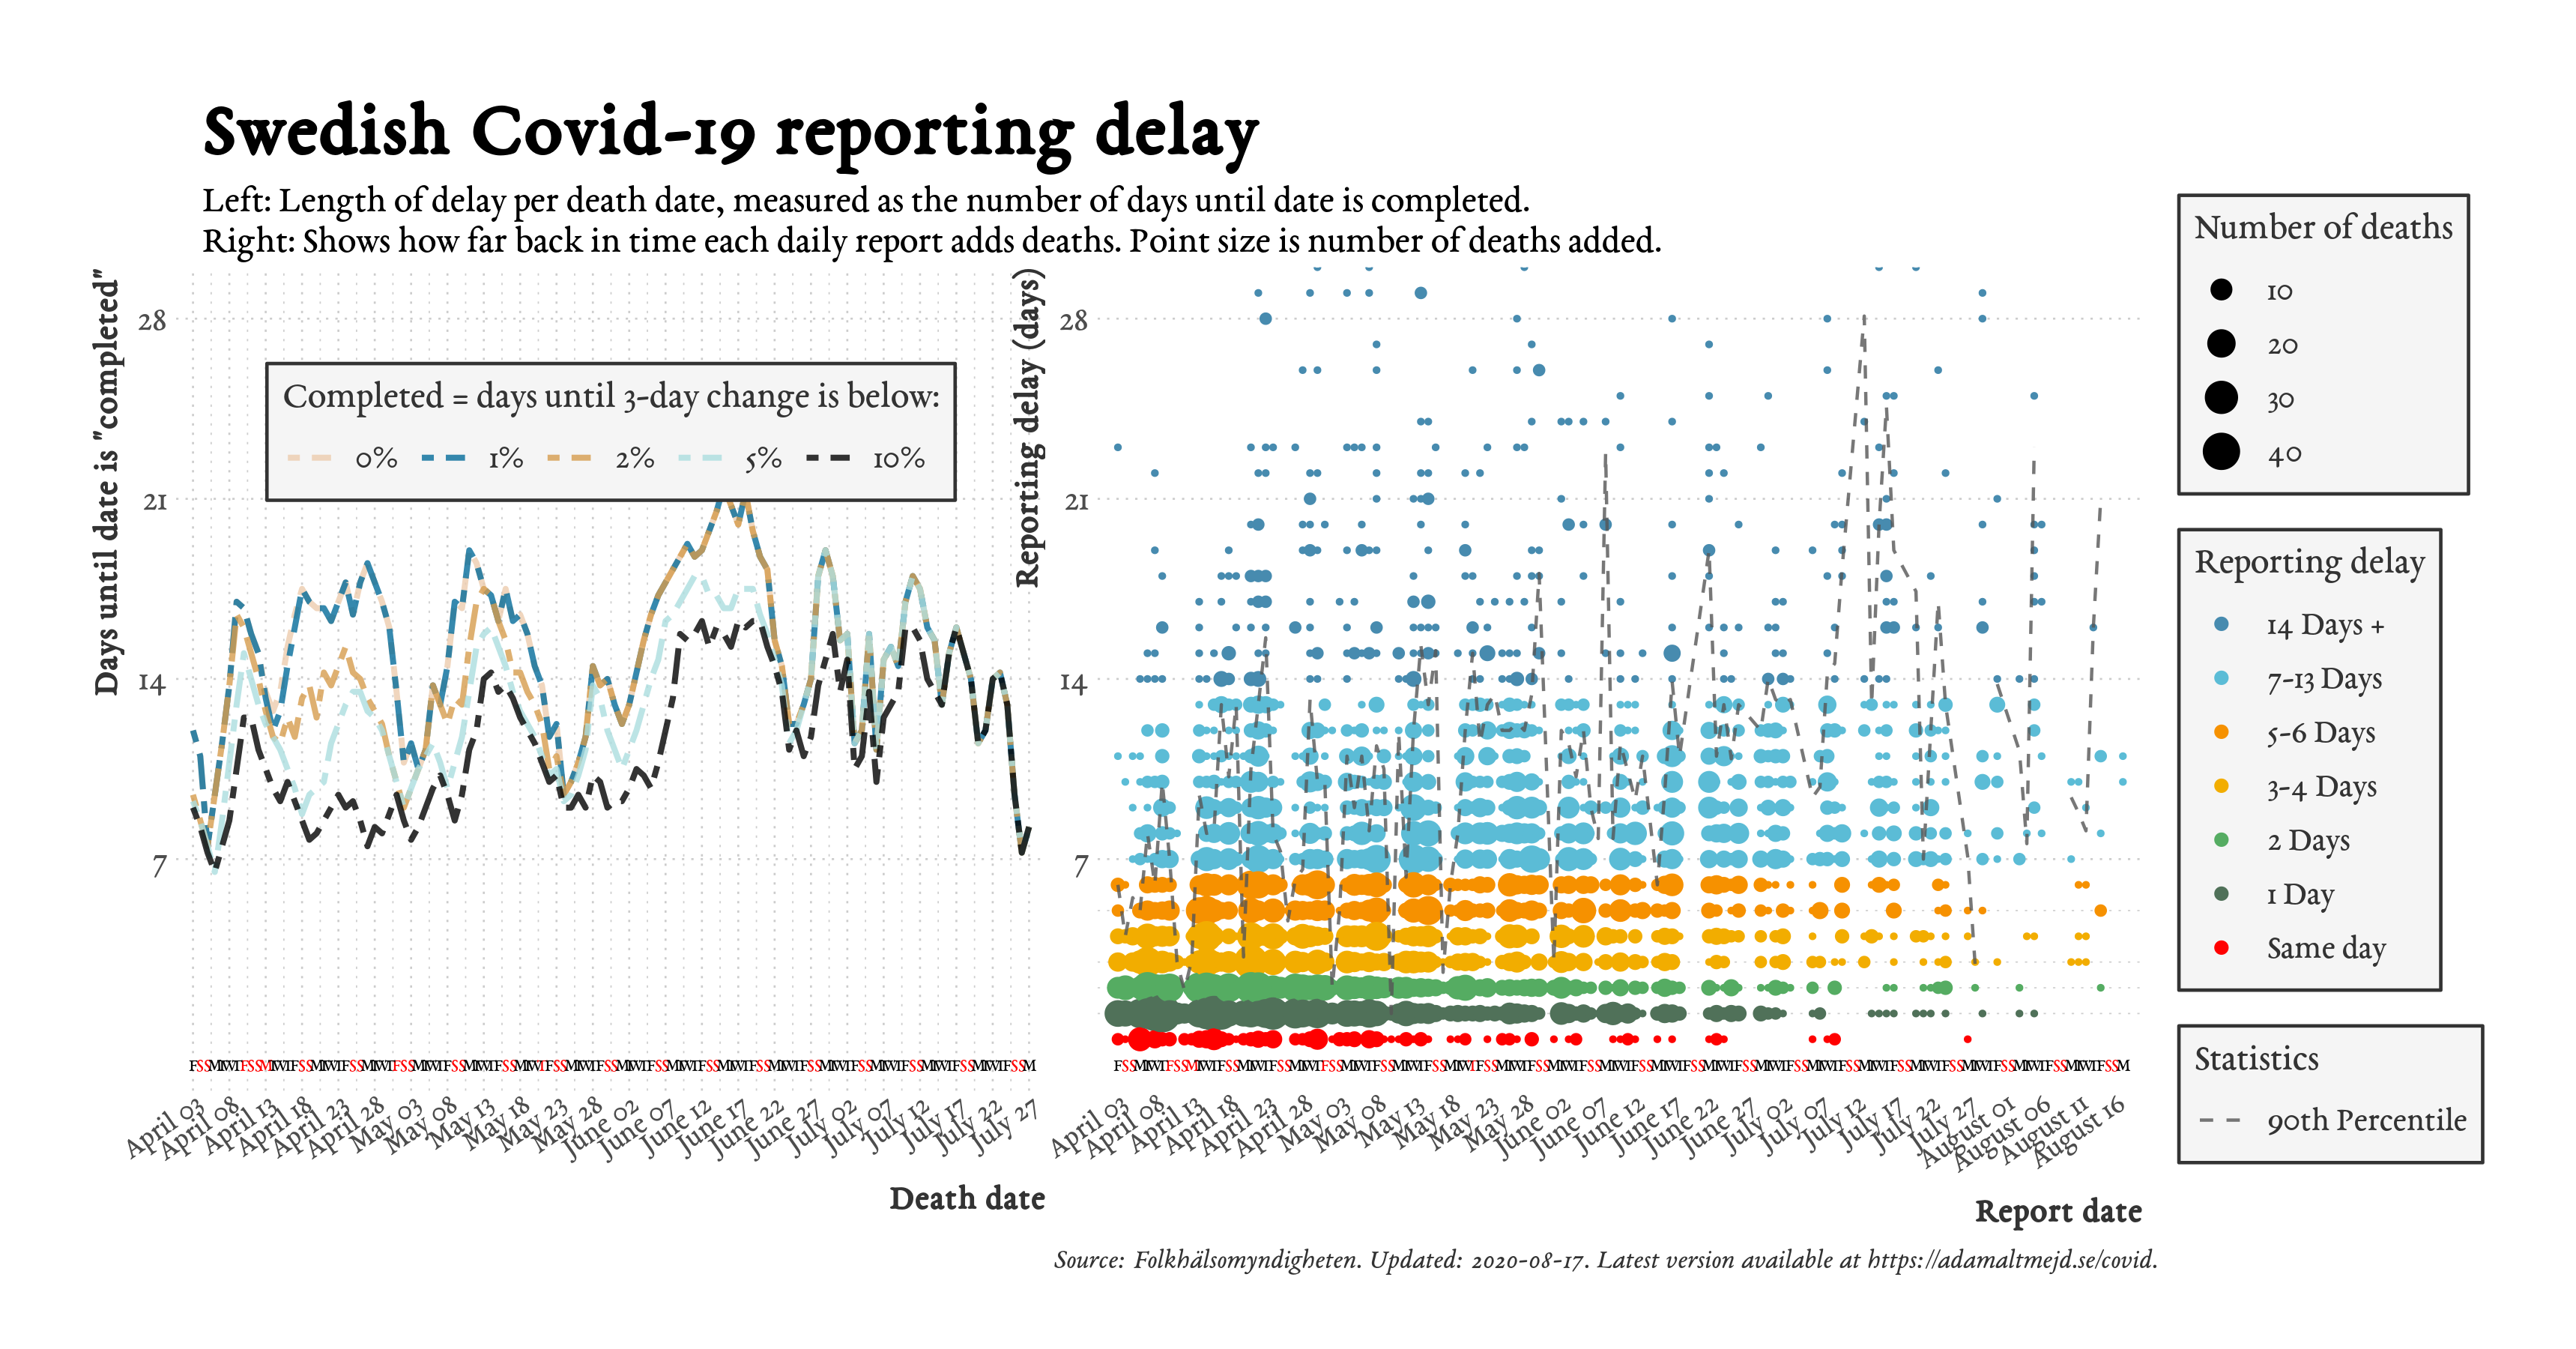 Swedish Covid-19 reporting delay
Left: Length of delay per death date, measured as the number of days until date is completed.
Right: Shows how far back in time each daily report adds deaths. Point size is number of deaths added.
Days until date is "completed"
28
21
14
7
Completed = days until 3-day change is below:
0% 1% 2% 5% 10%
April 03
April 08
April 13
April 18
April 23
April 28
May 03
May 08
May 13
May 18
May 23
May 28
June 02
June 07
June 12
June 17
June 22
June 27
July 02
July 07
July 12
July 17
July 22
July 27
Death date
Reporting delay (days)
28
21
14
7
April 03
April 08
April 13
April 18
April 23
April 28
May 03
May 08
May 13
May 18
May 23
May 28
June 02
June 07
June 12
June 17
June 22
June 27
July 02
July 07
July 12
July 17
July 22
July 27
August 01
August 06
August 11
August 16
Report date
Number of deaths
10
20
30
40
Reporting delay
14 Days +
7-13 Days
5-6 Days
3-4 Days
2 Days
1 Day
Same day
Statistics
90th Percentile
Source: Folkhälsomyndigheten. Updated: 2020-08-17. Latest version available at https://adamaltmejd.se/covid.